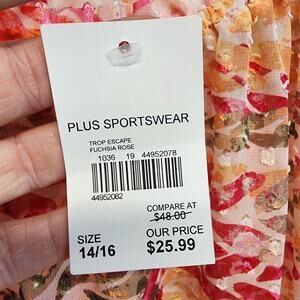 PLUS SPORTSWEAR
TROP ESCAPE
FUCHSIA ROSE
1036 19 44952078
44952082
COMPARE AT
$48.00
SIZE
OUR PRICE
14/16
$25.99